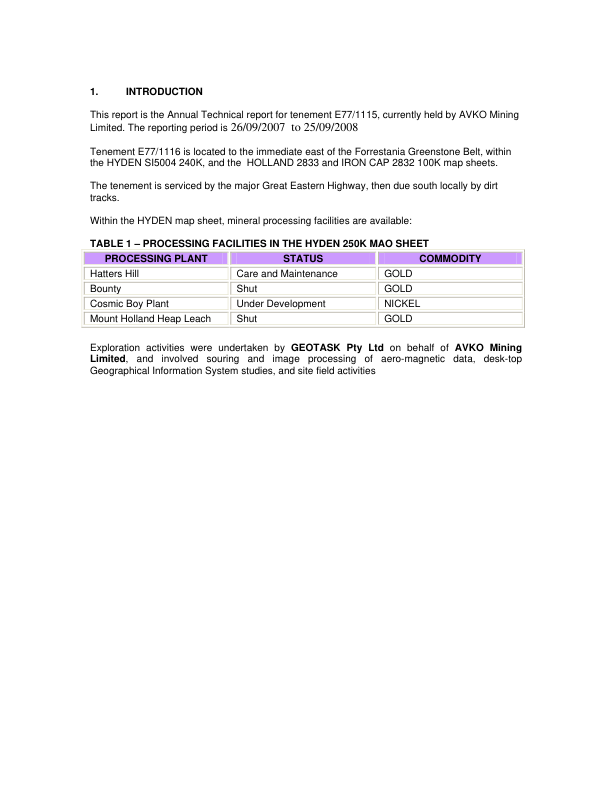 1. INTRODUCTION
This report is the Annual Technical report for tenement E77/1115, currently held by AVKO Mining
Limited. The reporting period is 26/09/2007 to 25/09/2008
Tenement E77/1116 is located to the immediate east of the Forrestania Greenstone Belt, within
the HYDEN SI5004 240K, and the HOLLAND 2833 and IRON CAP 2832 100K map sheets.
The tenement is serviced by the major Great Eastern Highway, then due south locally by dirt
tracks.
Within the HYDEN map sheet, mineral processing facilities are available:
TABLE 1 – PROCESSING FACILITIES IN THE HYDEN 250K MAO SHEET
PROCESSING PLANT STATUS COMMODITY
Hatters Hill Care and Maintenance GOLD
Bounty Shut GOLD
Cosmic Boy Plant Under Development NICKEL
Mount Holland Heap Leach Shut GOLD
Exploration activities were undertaken by GEOTASK Pty Ltd on behalf of AVKO Mining
Limited, and involved souring and image processing of aero-magnetic data, desk-top
Geographical Information System studies, and site field activities